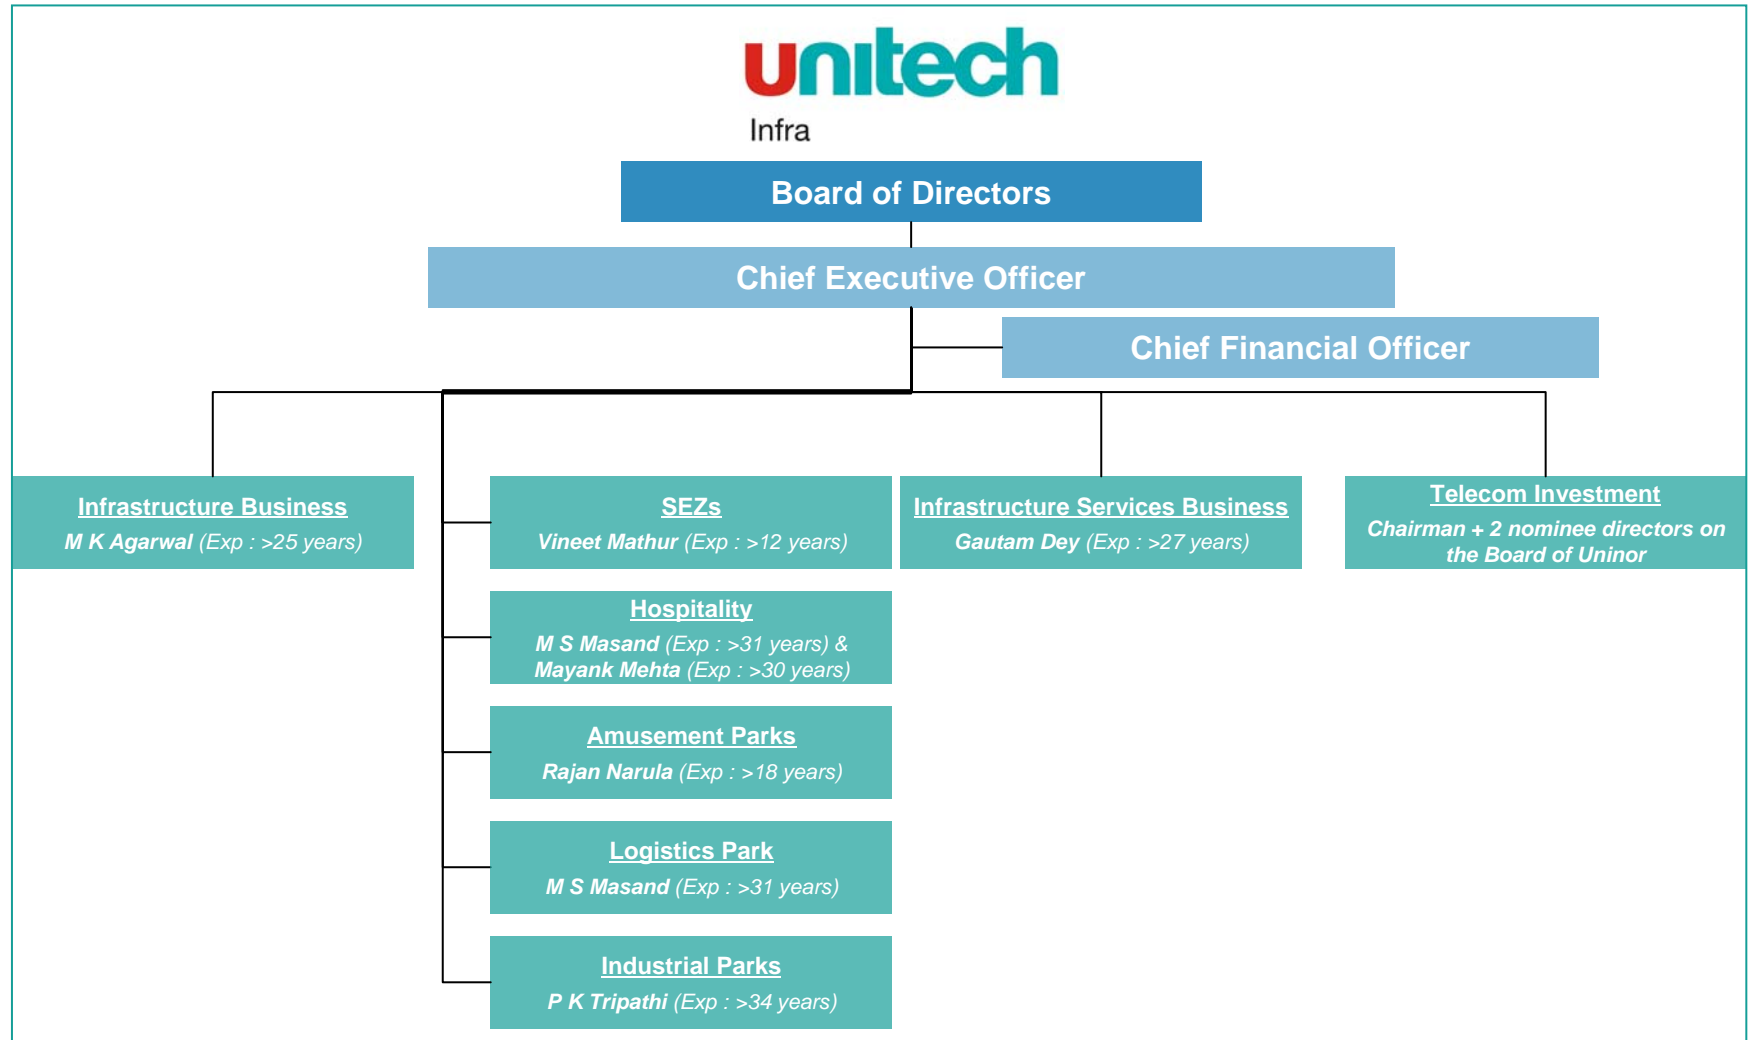 unitech
Infra
Board of Directors
Chief Executive Officer
Chief Financial Officer
Infrastructure Business
M K Agarwal (Exp : >25 years)
SEZs
Vineet Mathur (Exp : >12 years)
Infrastructure Services Business
Gautam Dey (Exp : >27 years)
Telecom Investment
Chairman + 2 nominee directors on
the Board of Uninor
Hospitality
M S Masand (Exp : >31 years) &
Mayank Mehta (Exp : >30 years)
Amusement Parks
Rajan Narula (Exp : >18 years)
Logistics Park
M S Masand (Exp : >31 years)
Industrial Parks
P K Tripathi (Exp : >34 years)